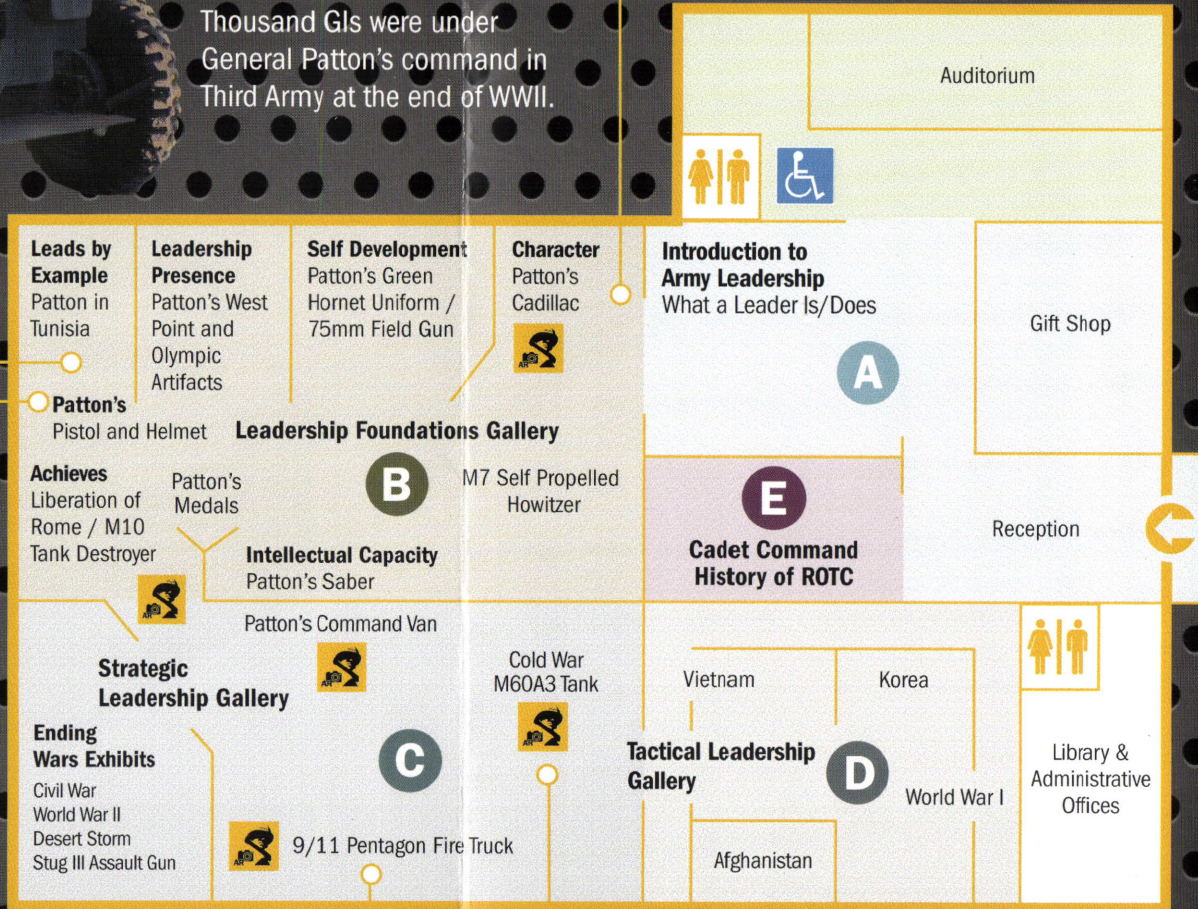 Thousand GIs were under
General Patton's command in
Third Army at the end of WWII.
Auditorium
Leads by
Example
Patton in
Tunisia
Leadership
Presence
Patton's West
Point and
Olympic
Artifacts
Self Development
Patton's Green
Hornet Uniform /
75mm Field Gun
Character
Patton's
Cadillac
AR
Introduction to
Army Leadership
What a Leader Is/Does
A
Gift Shop
Patton's
Pistol and Helmet
Leadership Foundations Gallery
B
Achieves
Liberation of
Rome / M10
Tank Destroyer
AR
Patton's
Medals
M7 Self Propelled
Howitzer
Intellectual Capacity
Patton's Saber
E
Cadet Command
History of ROTC
Reception
Patton's Command Van
AR
Strategic
Leadership Gallery
Cold War
M60A3 Tank
AR
Ending
Wars Exhibits
Civil War
World War II
Desert Storm
Stug III Assault Gun
C
AR
9/11 Pentagon Fire Truck
Vietnam
Korea
Tactical Leadership
Gallery
D
World War I
Afghanistan
Library &
Administrative
Offices